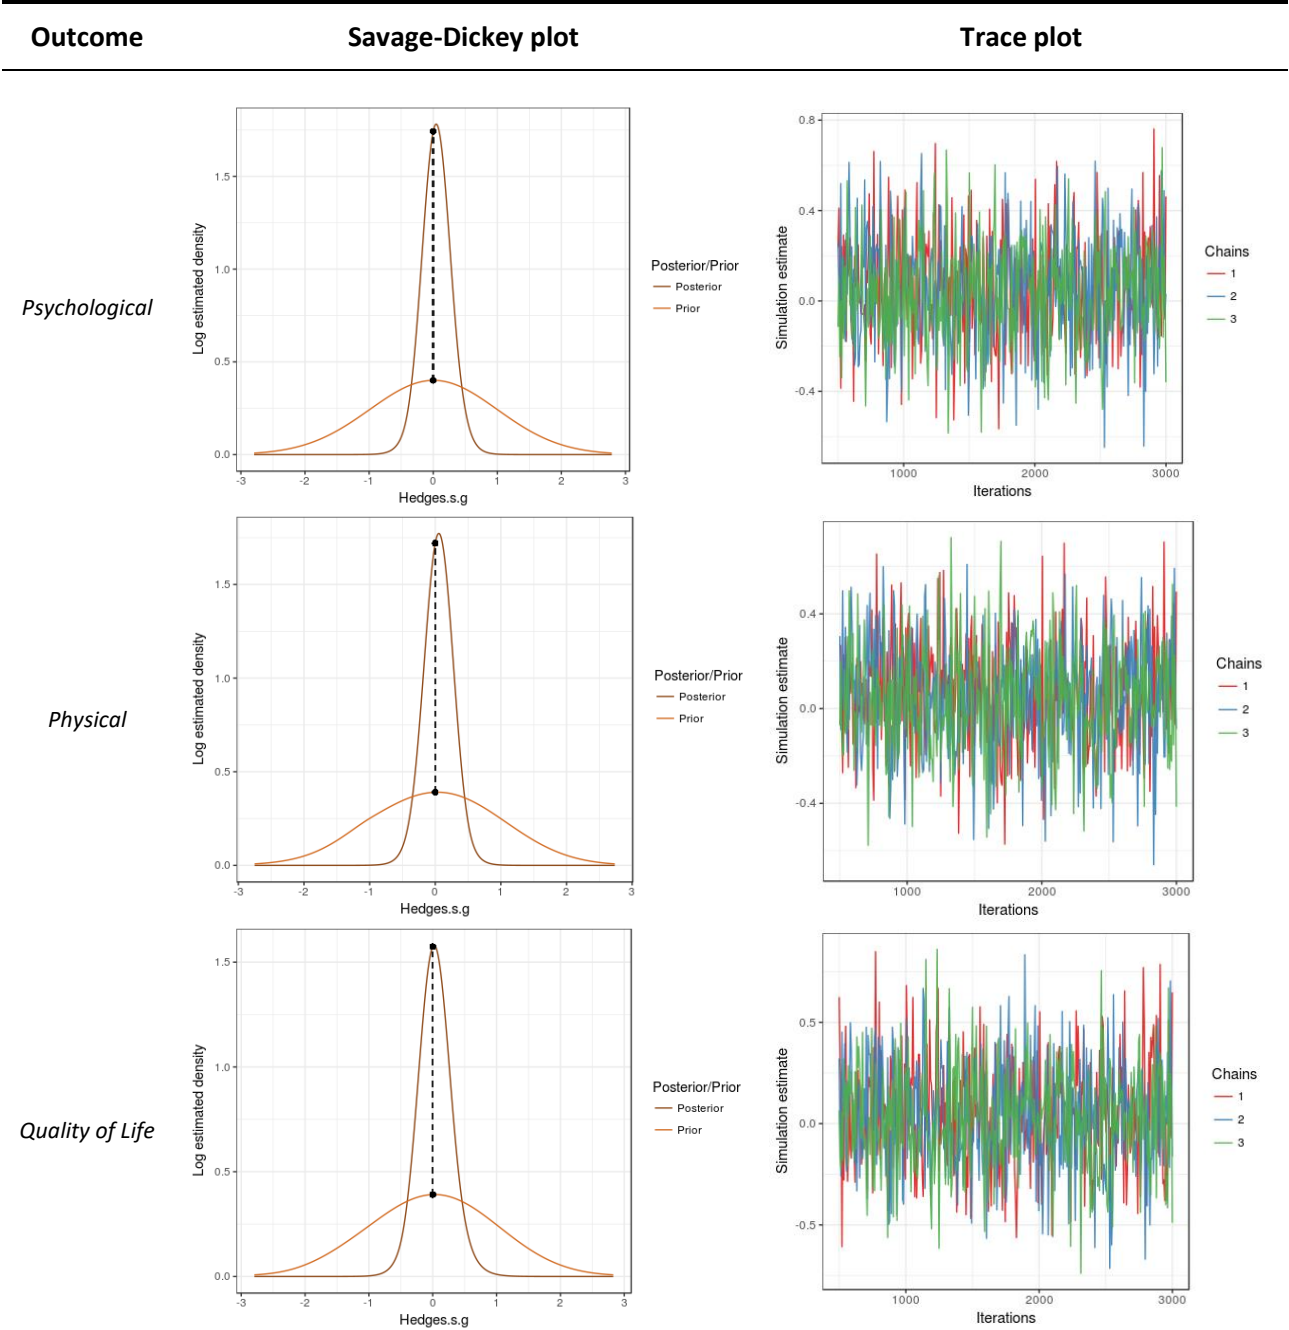 Outcome Savage-Dickey plot Trace plot
Psychological
Log estimated density
1.5
1.0
0.5
0.0
-3 -2 -1 0 1 2 3
Hedges.s.g
Posterior/Prior
Posterior
Prior
Simulation estimate
0.8
0.4
0.0
-0.4
1000 2000 3000
Iterations
Chains
1
2
3
Physical
Log estimated density
1.5
1.0
0.5
0.0
-3 -2 -1 0 1 2 3
Hedges.s.g
Posterior/Prior
Posterior
Prior
Simulation estimate
0.4
0.0
-0.4
1000 2000 3000
Iterations
Chains
1
2
3
Quality of Life
Log estimated density
1.5
1.0
0.5
0.0
-3 -2 -1 0 1 2 3
Hedges.s.g
Posterior/Prior
Posterior
Prior
Simulation estimate
0.5
0.0
-0.5
1000 2000 3000
Iterations
Chains
1
2
3